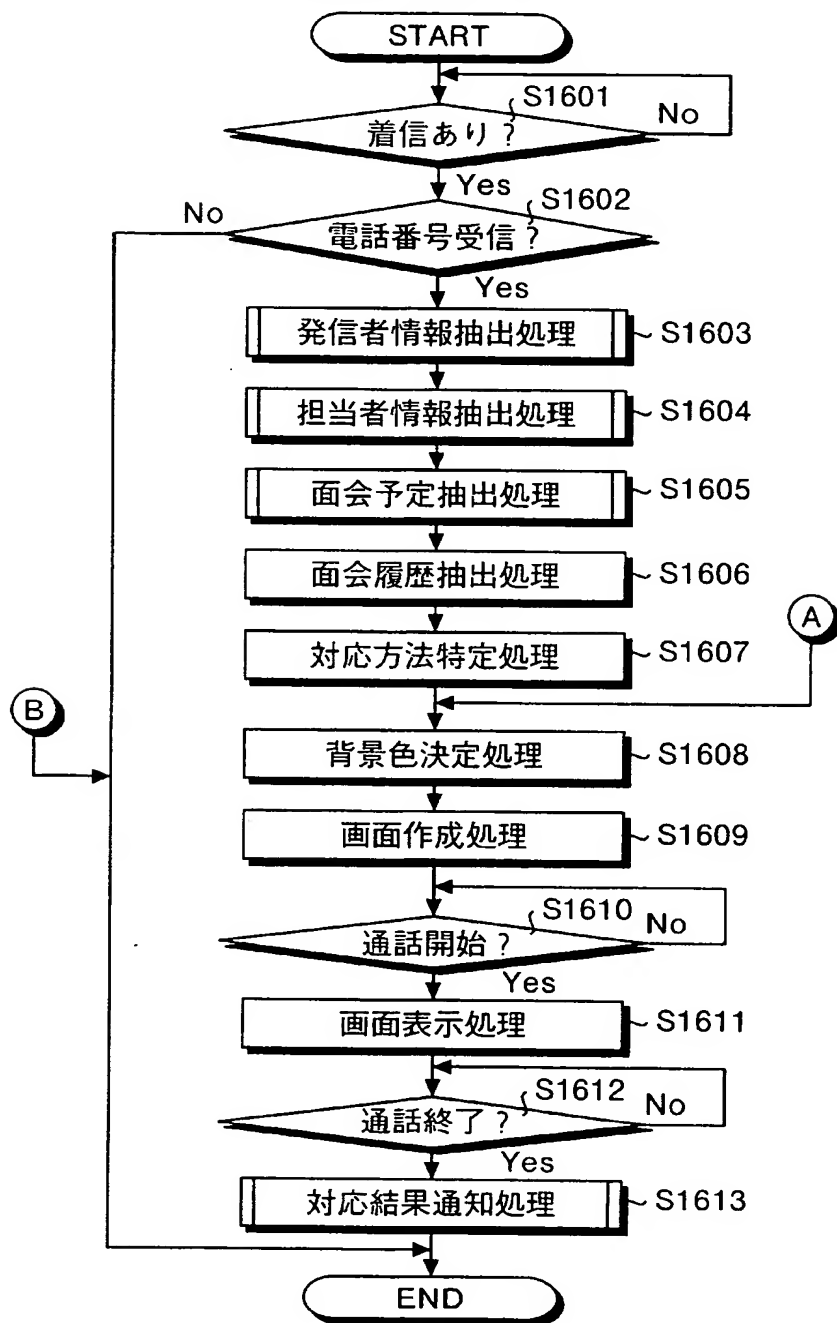 START
S1601
着信あり？
No
Yes
S1602
No
電話番号受信？
Yes
発信者情報抽出処理
S1603
担当者情報抽出処理
S1604
面会予定抽出処理
S1605
面会履歴抽出処理
S1606
A
対応方法特定処理
S1607
B
背景色決定処理
S1608
画面作成処理
S1609
S1610
通話開始？
No
Yes
画面表示処理
S1611
S1612
通話終了？
No
Yes
対応結果通知処理
S1613
END